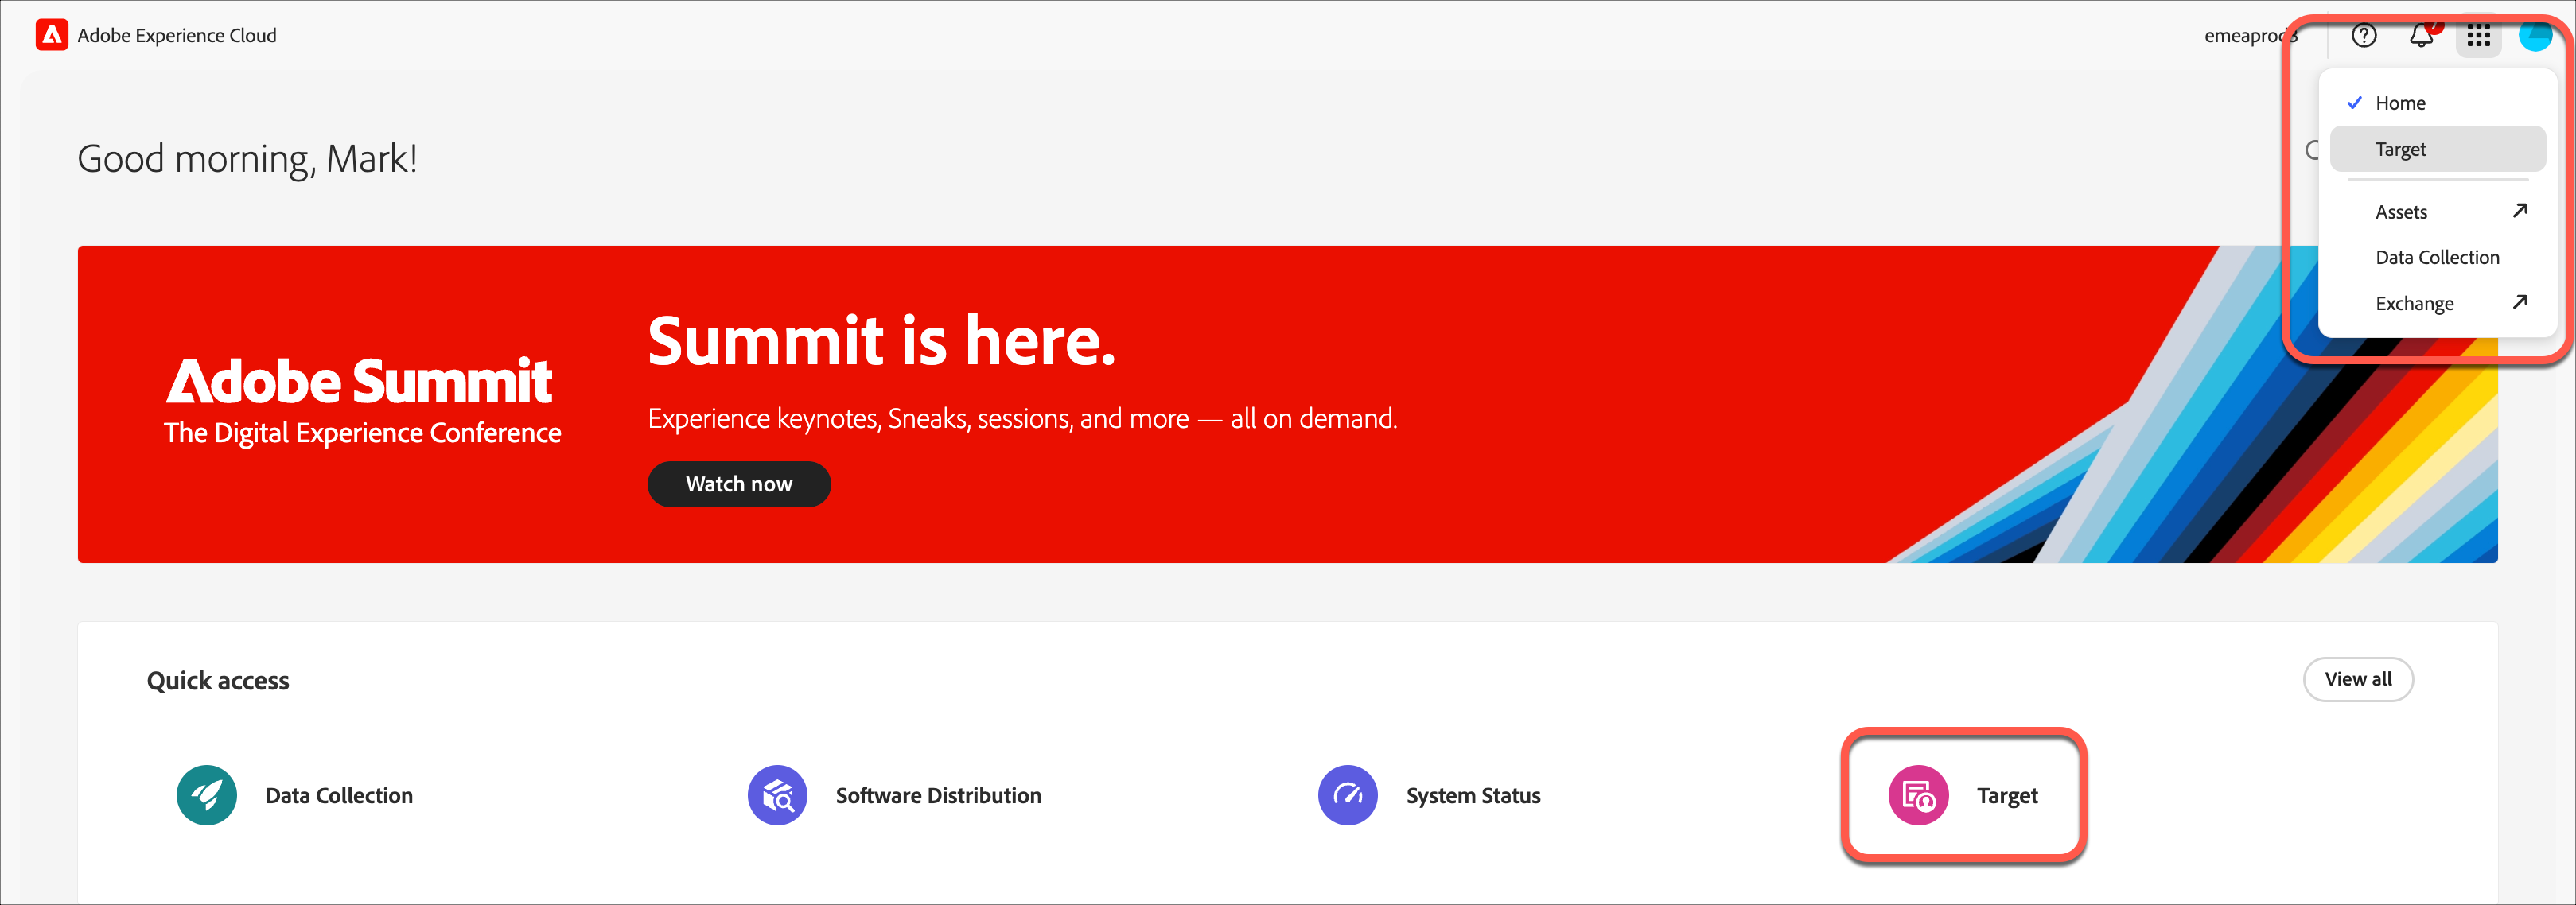 Adobe Experience Cloud
emeaprod3
Good morning, Mark!
Home
Target
Assets
Data Collection
Exchange
Adobe Summit
The Digital Experience Conference
Summit is here.
Experience keynotes, Sneaks, sessions, and more — all on demand.
Watch now
Quick access
View all
Data Collection
Software Distribution
System Status
Target